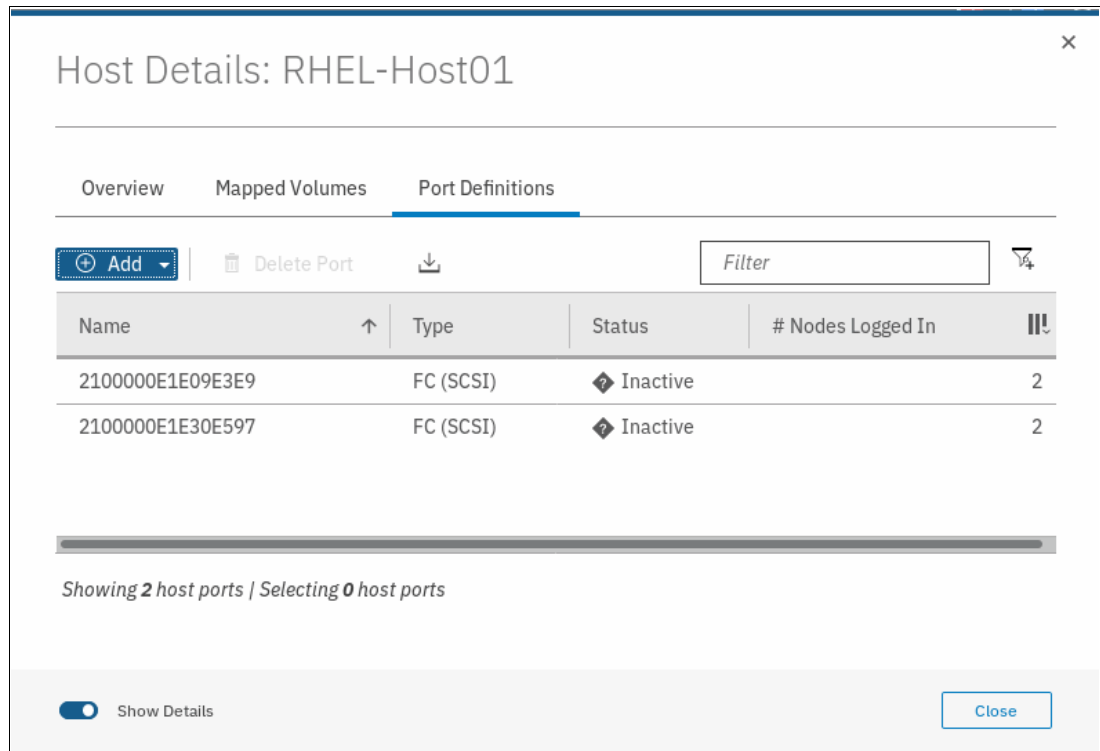 Host Details: RHEL-Host01
Overview Mapped Volumes Port Definitions
Add Delete Port Filter
Name Type Status # Nodes Logged In
2100000E1E09E3E9 FC (SCSI) Inactive 2
2100000E1E30E597 FC (SCSI) Inactive 2
Showing 2 host ports | Selecting 0 host ports
Show Details Close